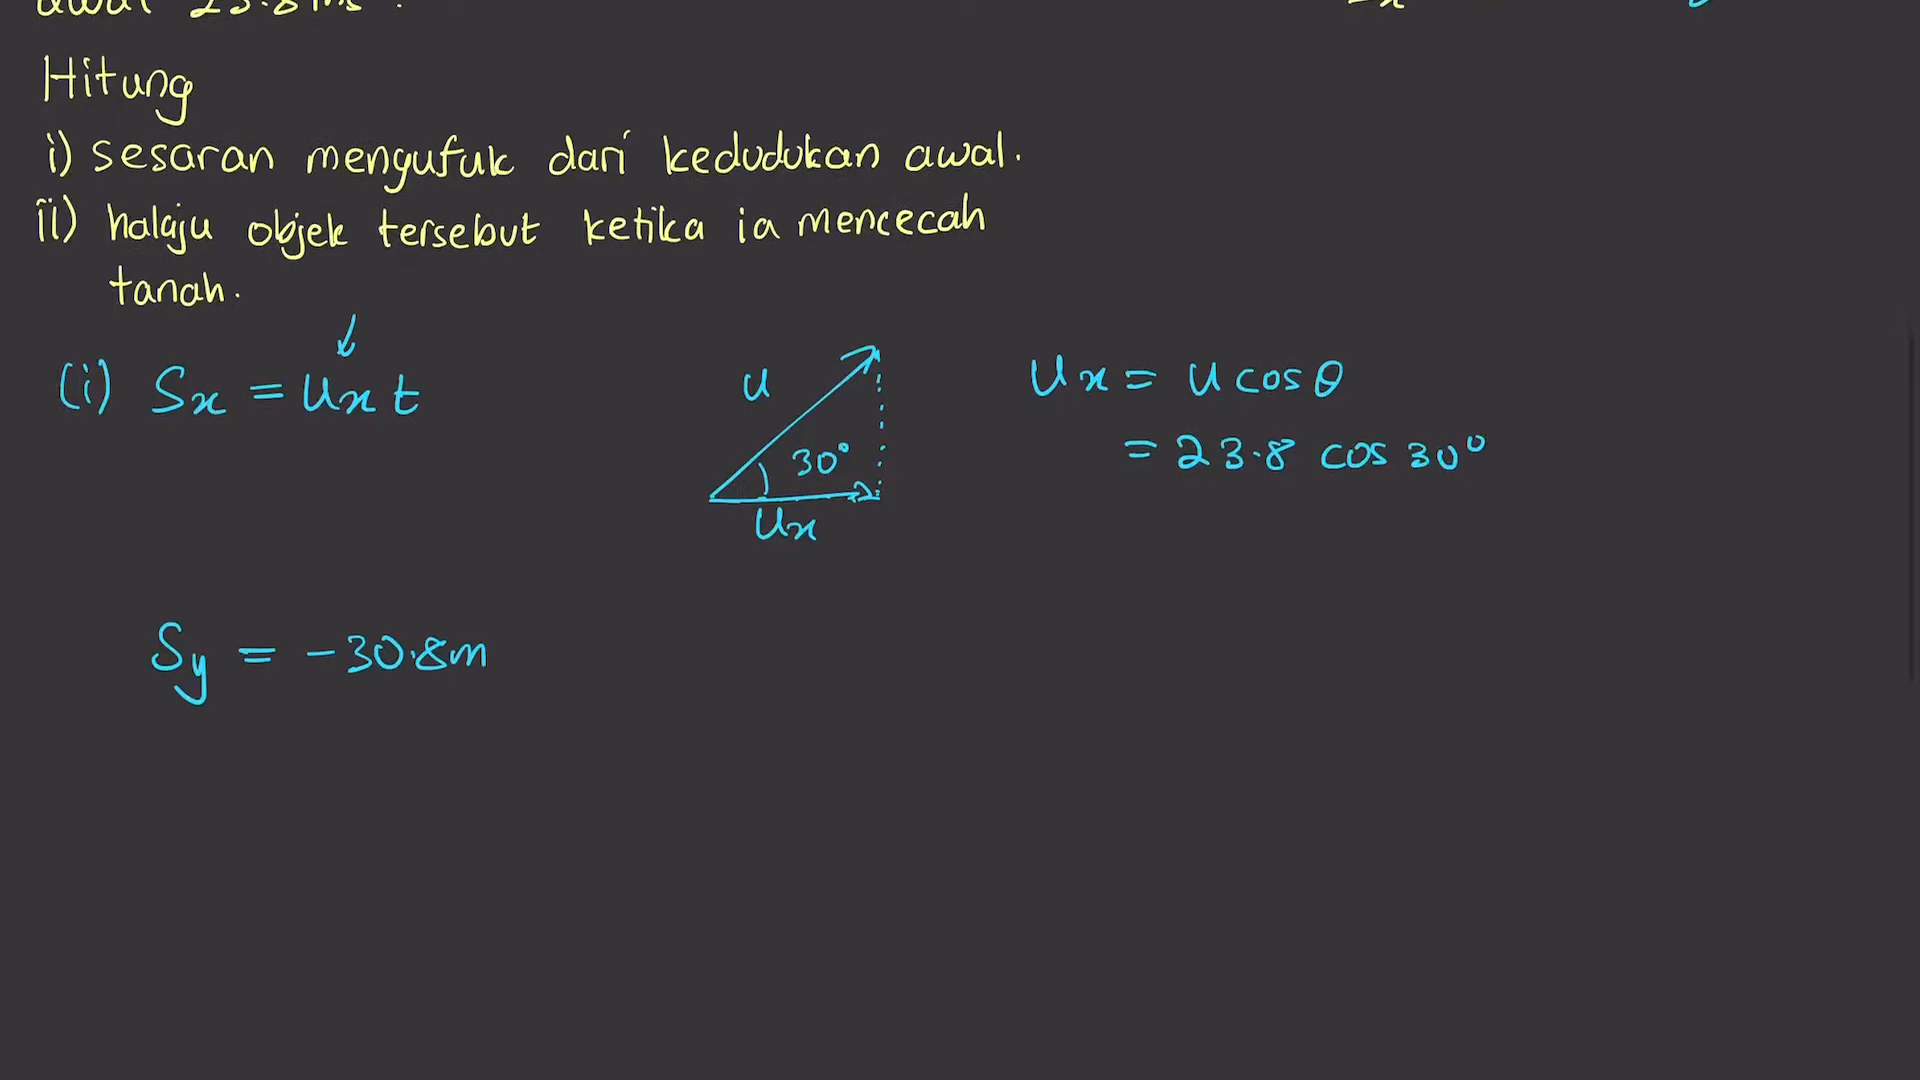 Hitung
i) sesaran mengufuk dari kedudukan awal.
ii) halaju objek tersebut ketika ia mencecah
tanah.
(i) Sx = Ux t
u
30°
Ux
Ux = U cos θ
= 23.8 cos 30°
Sy = -30.8m